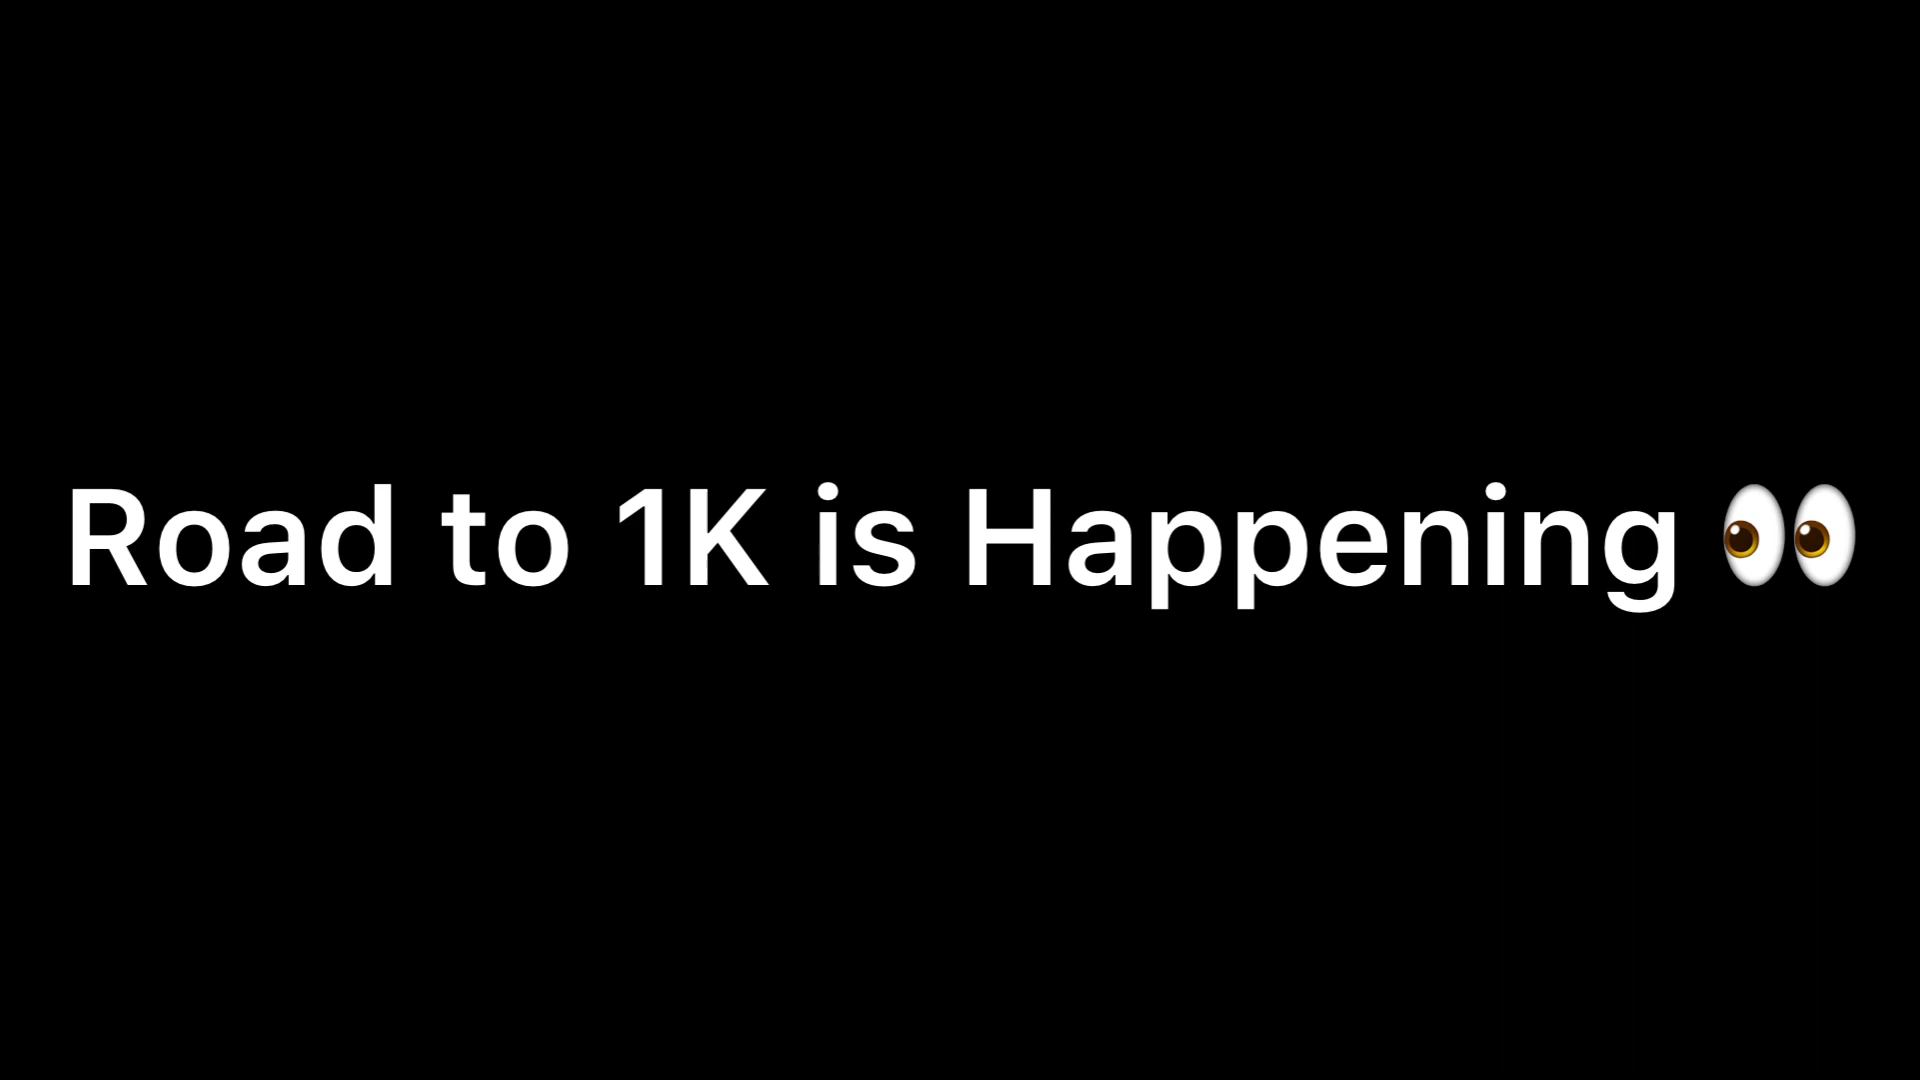 Road to 1K is Happening 👀